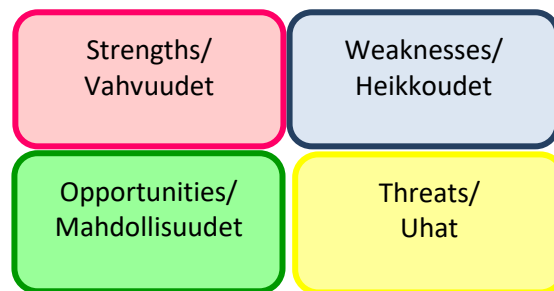 Strengths/
Vahvuudet
Weaknesses/
Heikkoudet
Opportunities/
Mahdollisuudet
Threats/
Uhat